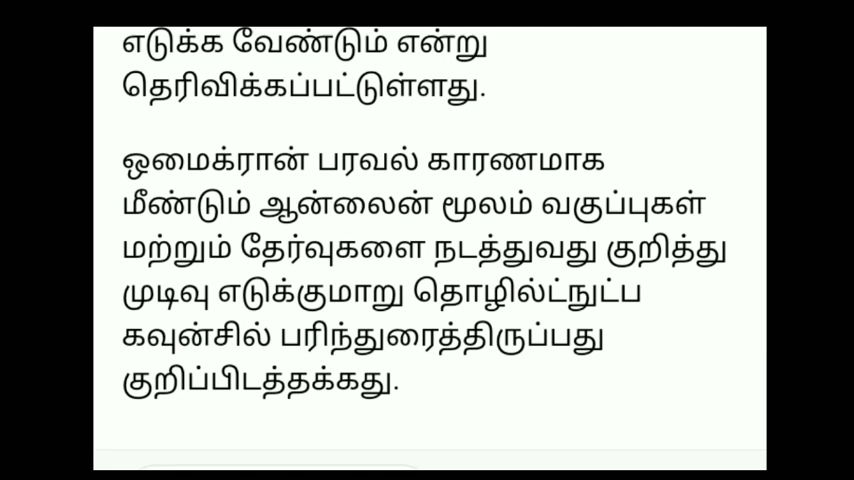 எடுக்க வேண்டும் என்று
தெரிவிக்கப்பட்டுள்ளது.
ஒமைக்ரான் பரவல் காரணமாக
மீண்டும் ஆன்லைன் மூலம் வகுப்புகள்
மற்றும் தேர்வுகளை நடத்துவது குறித்து
முடிவு எடுக்குமாறு தொழில்ட்நுட்ப
கவுன்சில் பரிந்துரைத்திருப்பது
குறிப்பிடத்தக்கது.